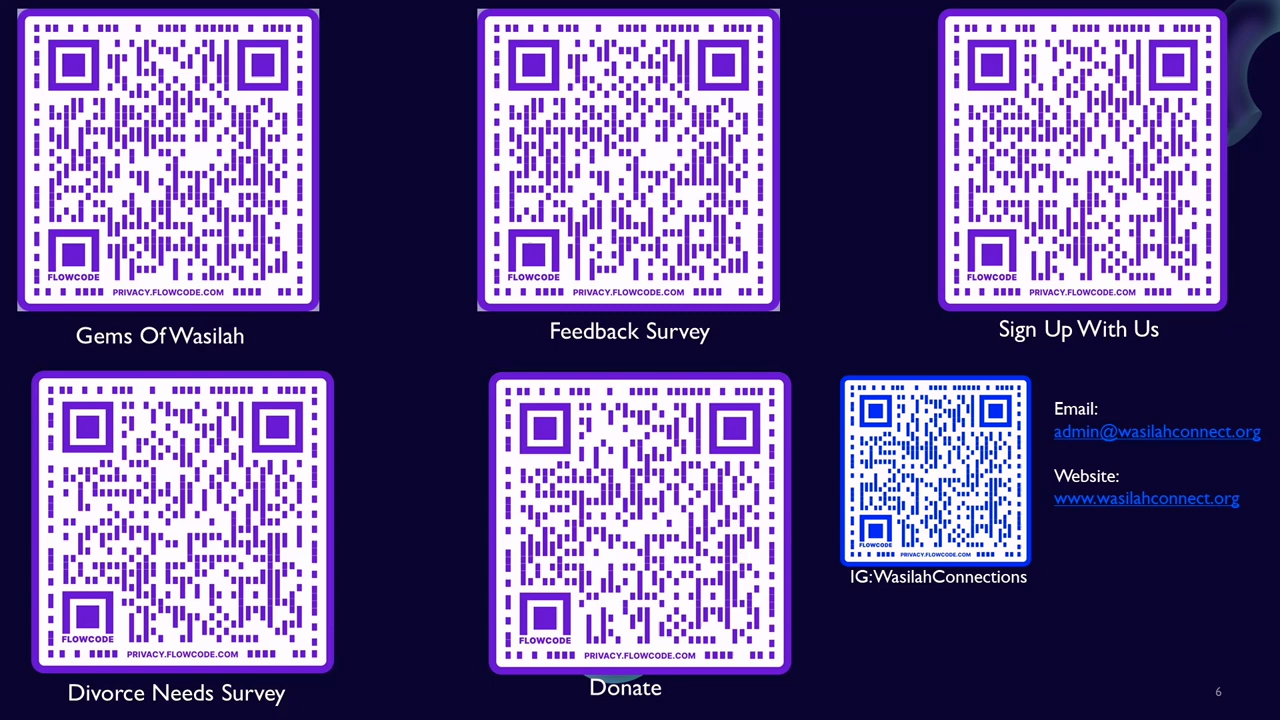 FLOWCODE
PRIVACY.FLOWCODE.COM
Gems Of Wasilah
FLOWCODE
PRIVACY.FLOWCODE.COM
Feedback Survey
FLOWCODE
PRIVACY.FLOWCODE.COM
Sign Up With Us
FLOWCODE
PRIVACY.FLOWCODE.COM
Divorce Needs Survey
FLOWCODE
PRIVACY.FLOWCODE.COM
Donate
FLOWCODE
PRIVACY.FLOWCODE.COM
IG:WasilahConnections
Email:
admin@wasilahconnect.org
Website:
www.wasilahconnect.org
6